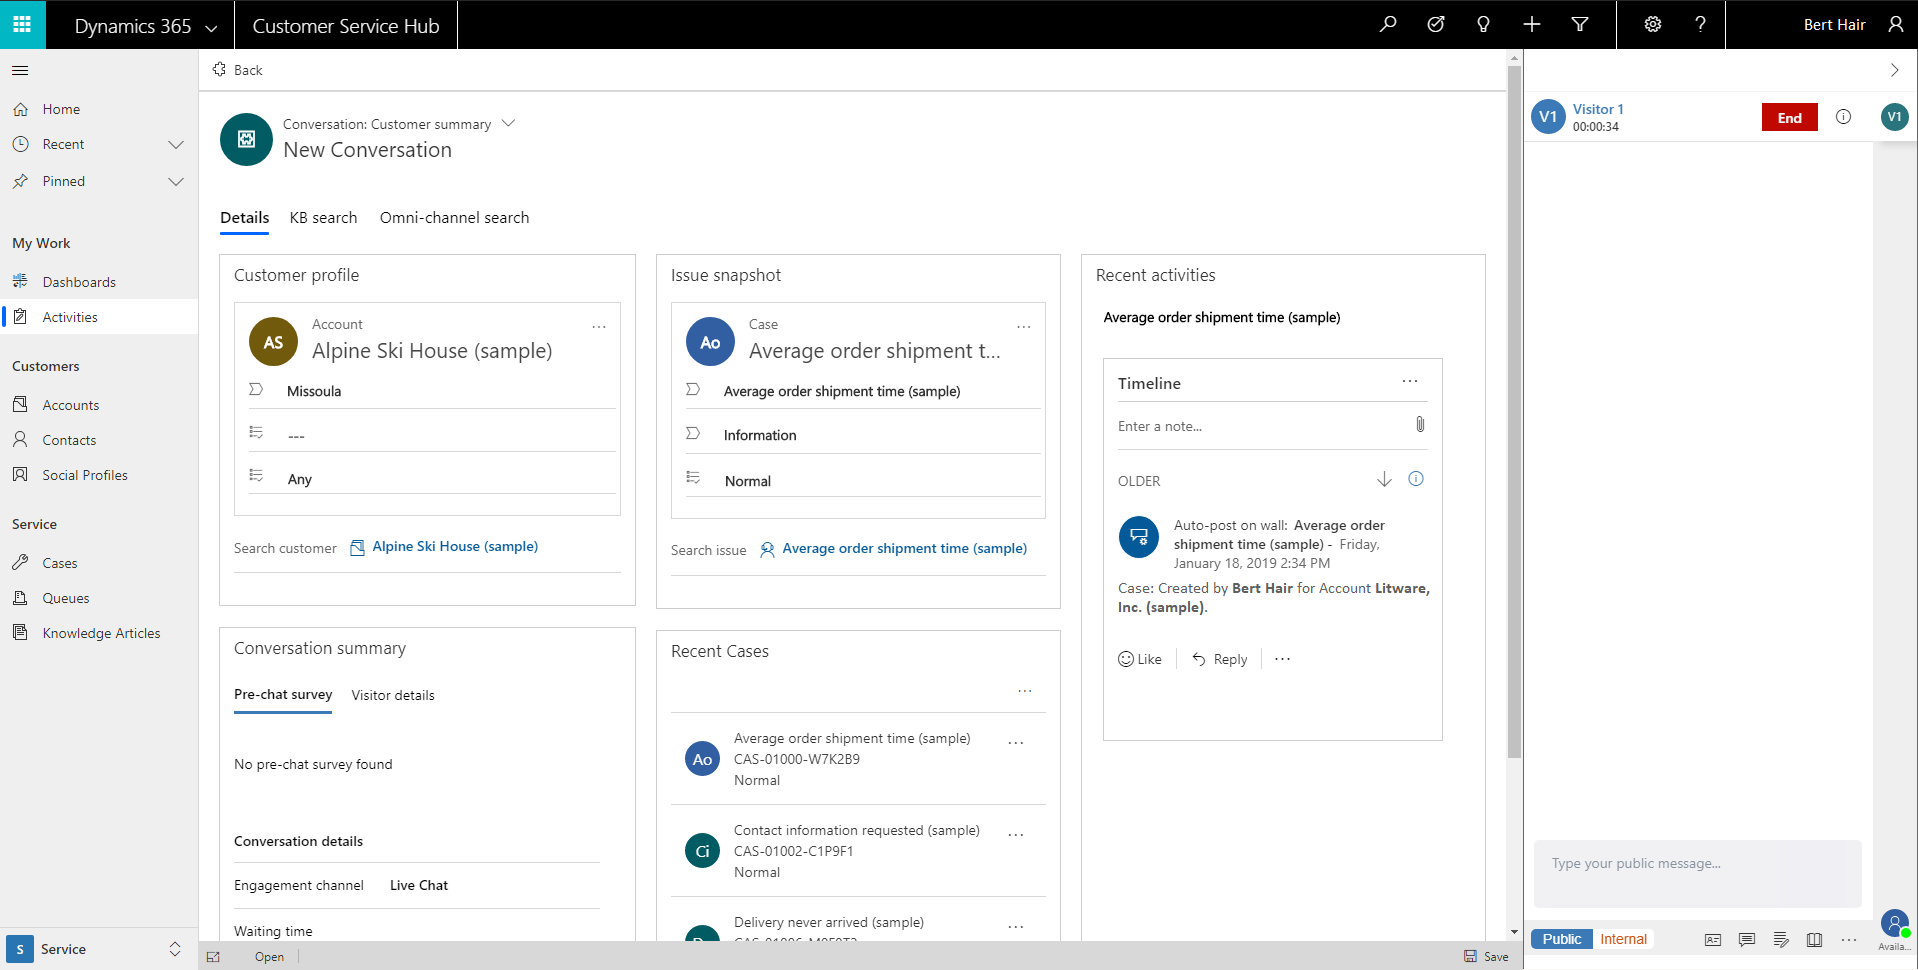 Dynamics 365
Customer Service Hub
Bert Hair
Home
Recent
Pinned
My Work
Dashboards
Activities
Customers
Accounts
Contacts
Social Profiles
Service
Cases
Queues
Knowledge Articles
S Service
Back
Conversation: Customer summary
New Conversation
Details KB search Omni-channel search
Customer profile
AS
Account
...
Alpine Ski House (sample)
Missoula
---
Any
Search customer Alpine Ski House (sample)
Conversation summary
Pre-chat survey Visitor details
No pre-chat survey found
Conversation details
Engagement channel Live Chat
Waiting time
Issue snapshot
Ao
Case
...
Average order shipment t...
Average order shipment time (sample)
Information
Normal
Search issue Average order shipment time (sample)
Recent Cases
...
Ao
Average order shipment time (sample)
...
CAS-01000-W7K2B9
Normal
Ci
Contact information requested (sample)
...
CAS-01002-C1P9F1
Normal
Delivery never arrived (sample)
...
Recent activities
Average order shipment time (sample)
Timeline
...
Enter a note...
OLDER
Auto-post on wall: Average order
shipment time (sample) - Friday,
January 18, 2019 2:34 PM
Case: Created by Bert Hair for Account Litware,
Inc. (sample).
Like Reply ...
Open
Save
V1
Visitor 1
00:00:34
End
V1
Type your public message...
Public Internal
...
Availa...